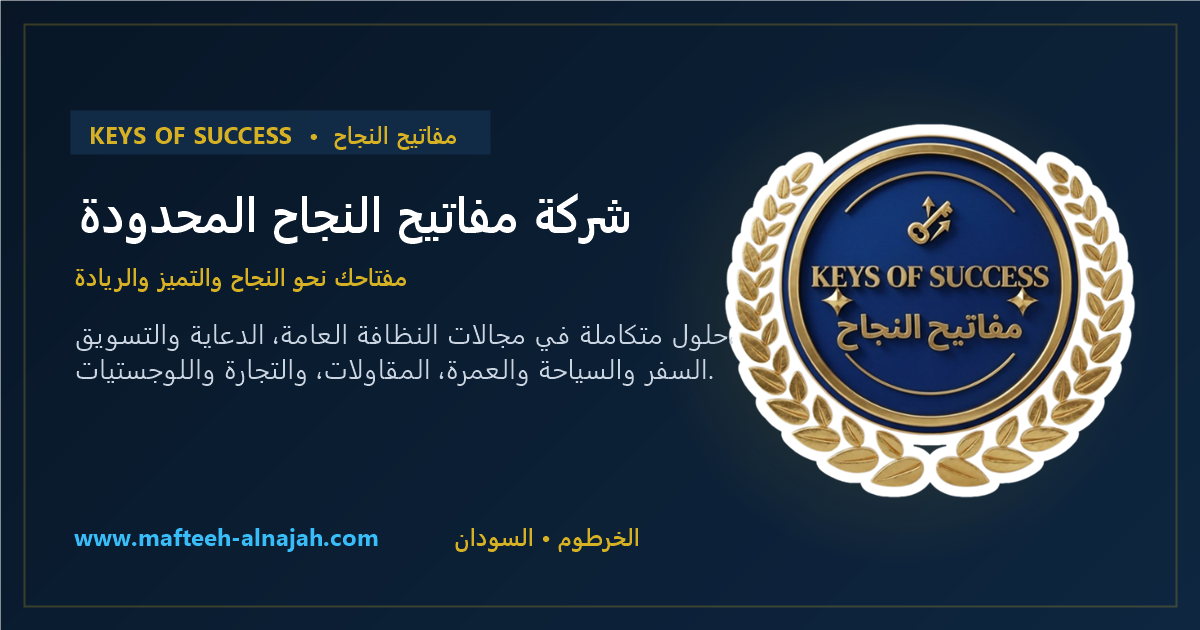 KEYS OF SUCCESS • مفاتيح النجاح
شركة مفاتيح النجاح المحدودة
مفتاحك نحو النجاح والتميز والريادة
حلول متكاملة في مجالات النظافة العامة، الدعاية والتسويق،
السفر والسياحة والعمرة، المقاولات، والتجارة واللوجستيات.
www.mafteeh-alnajah.com
الخرطوم • السودان
KEYS OF SUCCESS
مفاتيح النجاح